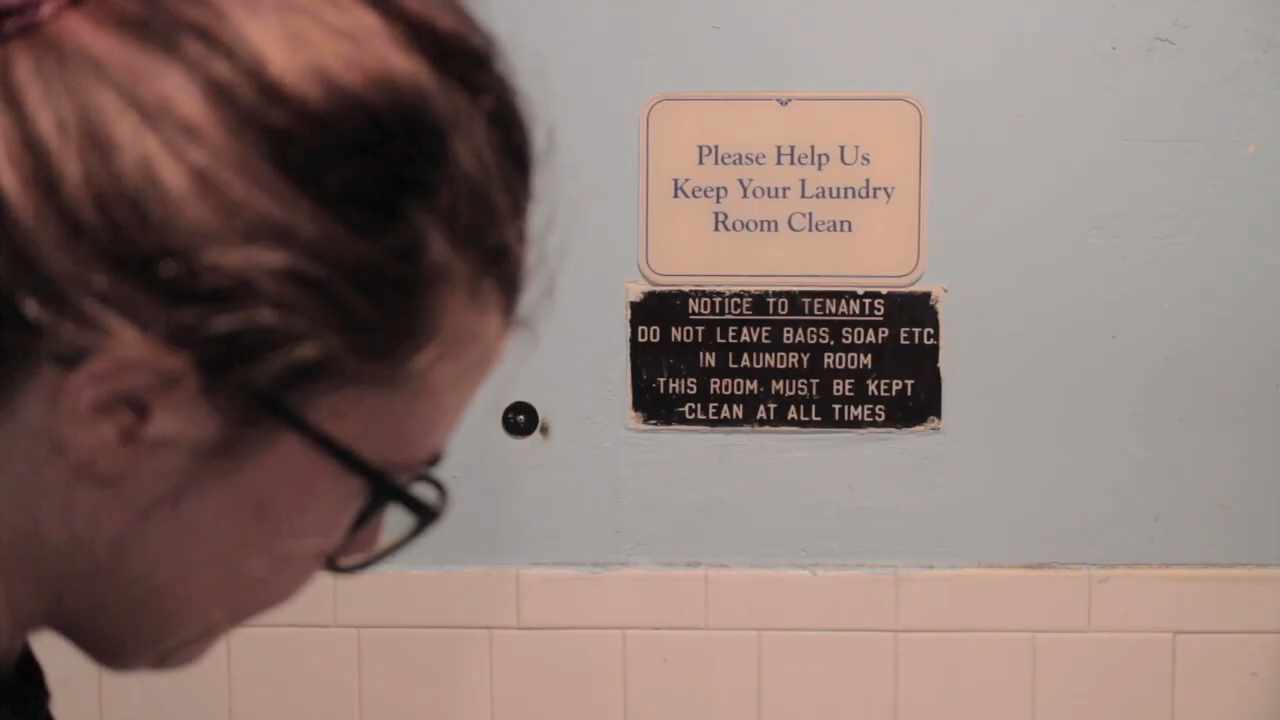 Please Help Us
Keep Your Laundry
Room Clean
NOTICE TO TENANTS
DO NOT LEAVE BAGS, SOAP ETC.
IN LAUNDRY ROOM
THIS ROOM MUST BE KEPT
CLEAN AT ALL TIMES